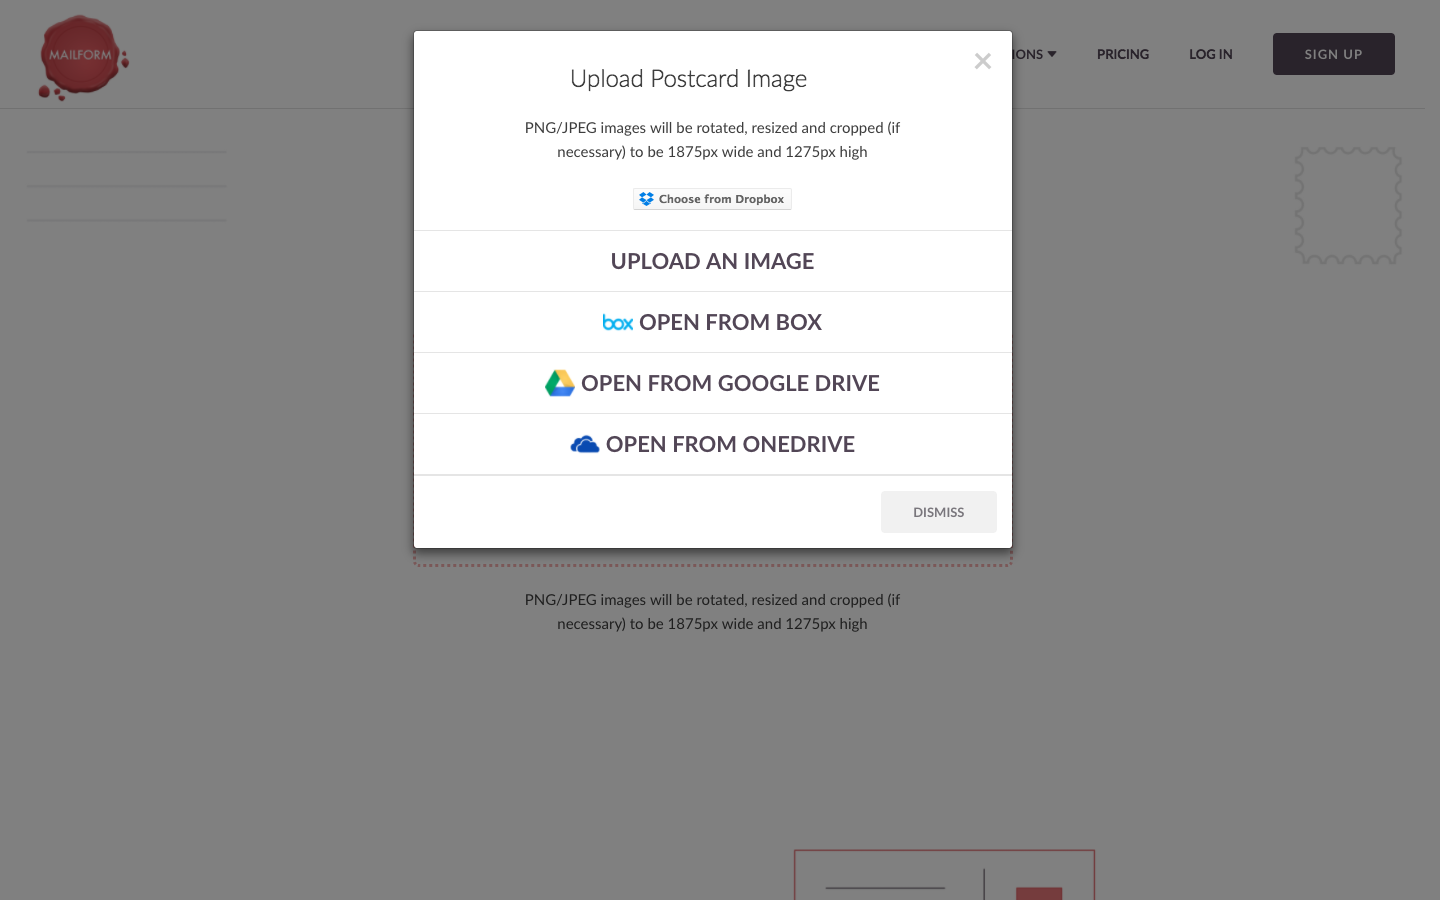 MAILFORM
IONS
PRICING
LOG IN
SIGN UP
Upload Postcard Image
PNG/JPEG images will be rotated, resized and cropped (if
necessary) to be 1875px wide and 1275px high
Choose from Dropbox
UPLOAD AN IMAGE
box OPEN FROM BOX
OPEN FROM GOOGLE DRIVE
OPEN FROM ONEDRIVE
DISMISS
PNG/JPEG images will be rotated, resized and cropped (if
necessary) to be 1875px wide and 1275px high